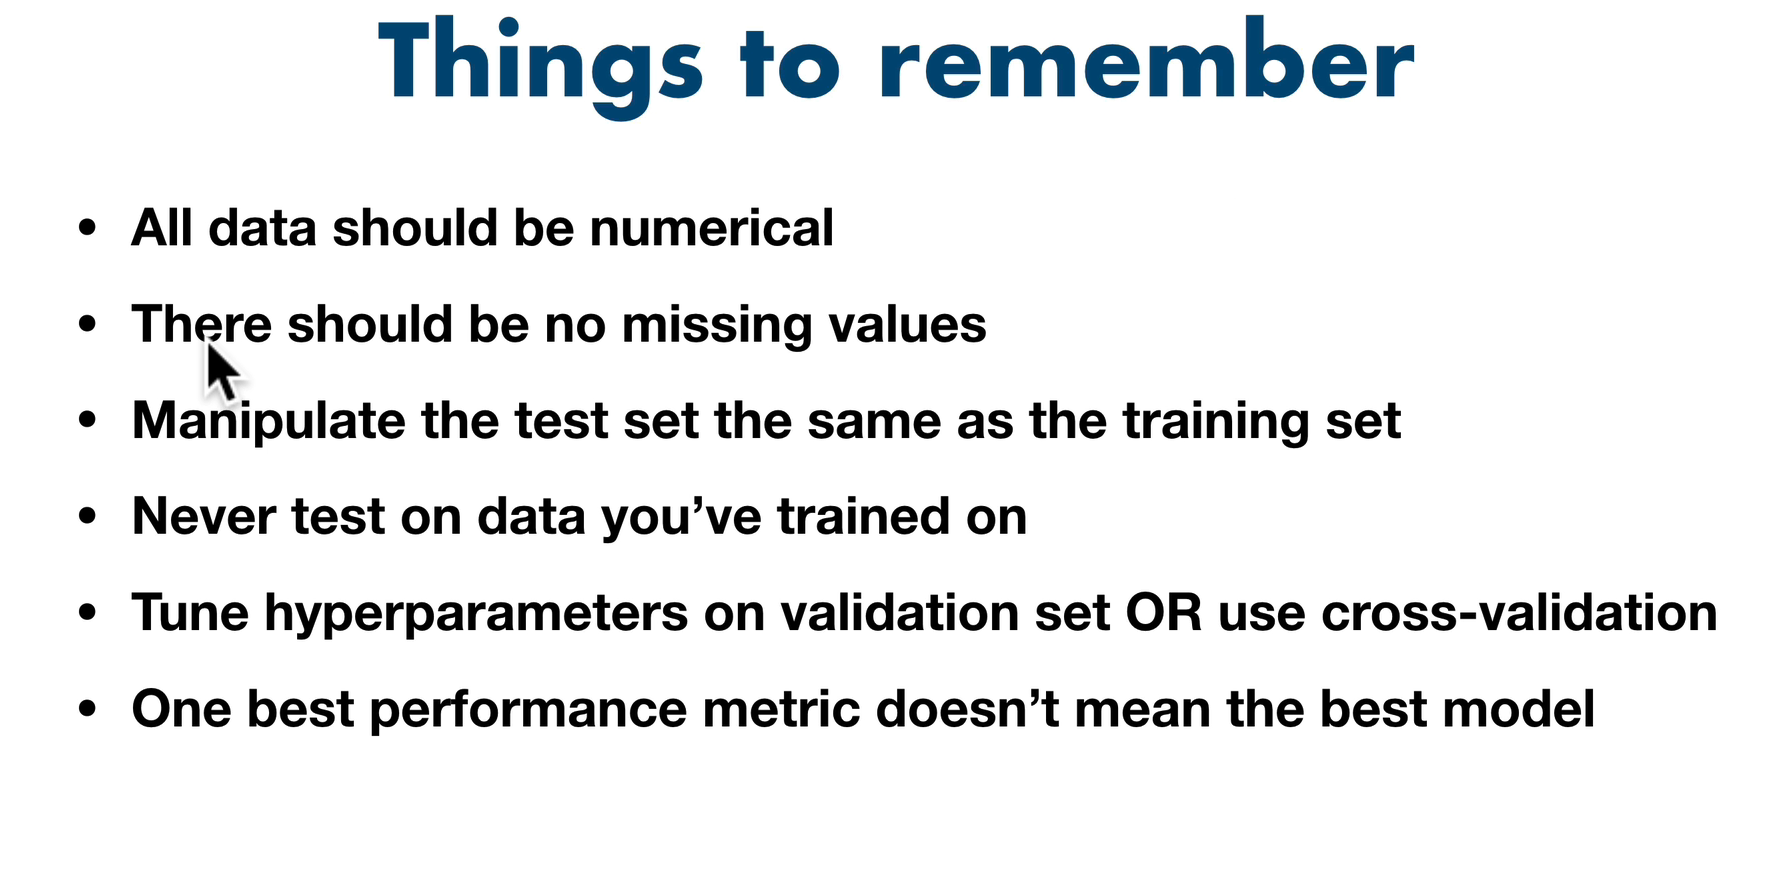 Things to remember
• All data should be numerical
• There should be no missing values
• Manipulate the test set the same as the training set
• Never test on data you’ve trained on
• Tune hyperparameters on validation set OR use cross-validation
• One best performance metric doesn’t mean the best model